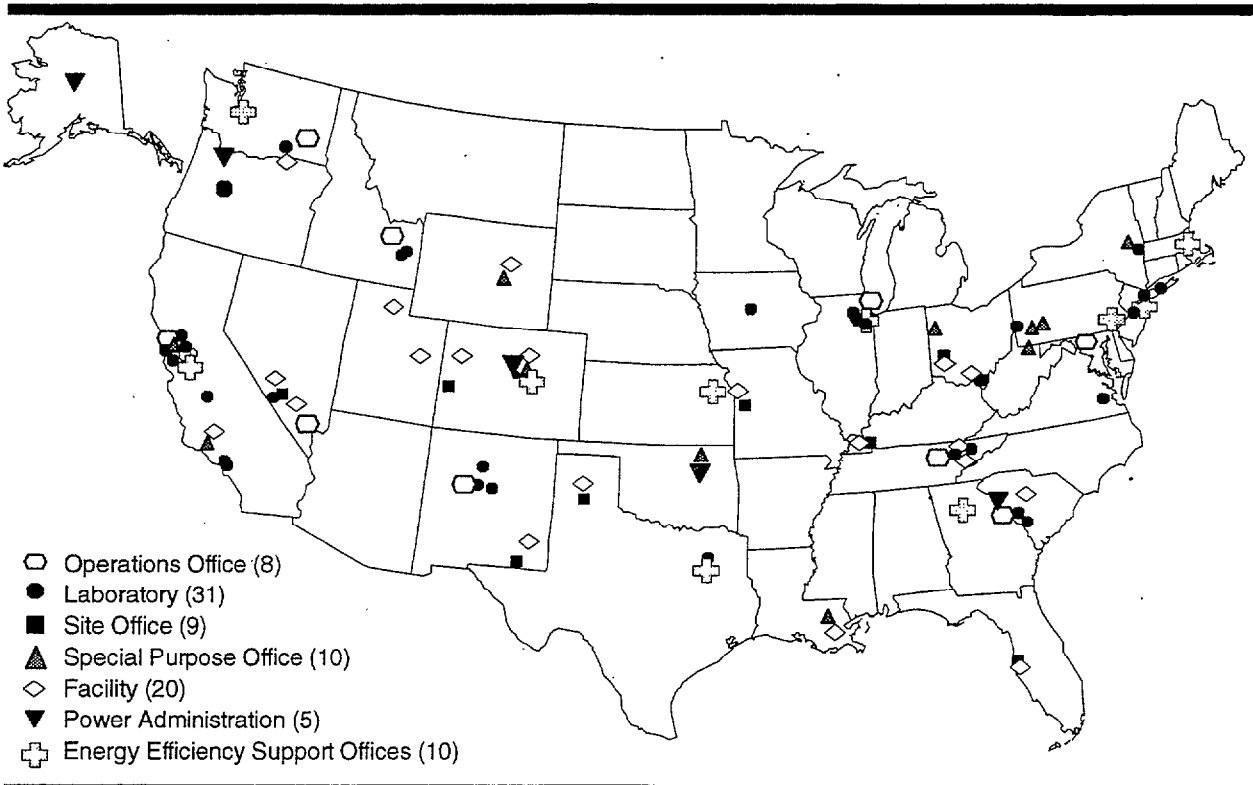 Operations Office (8)
Laboratory (31)
Site Office (9)
Special Purpose Office (10)
Facility (20)
Power Administration (5)
Energy Efficiency Support Offices (10)